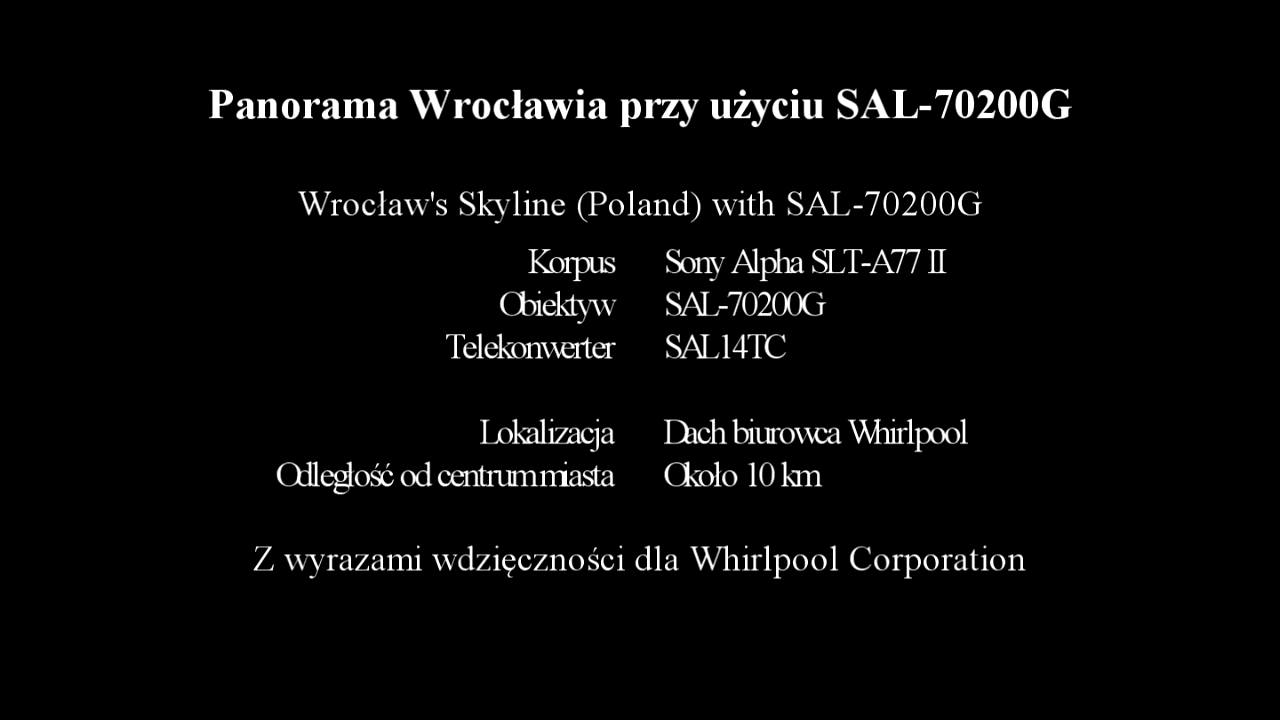 Panorama Wrocławia przy użyciu SAL-70200G
Wrocław's Skyline (Poland) with SAL-70200G
Korpus Sony Alpha SLT-A77 II
Obiektyw SAL-70200G
Telekonwerter SAL14TC
Lokalizacja Dach biurowca Whirlpool
Odległość od centrum miasta Około 10 km
Z wyrazami wdzięczności dla Whirlpool Corporation